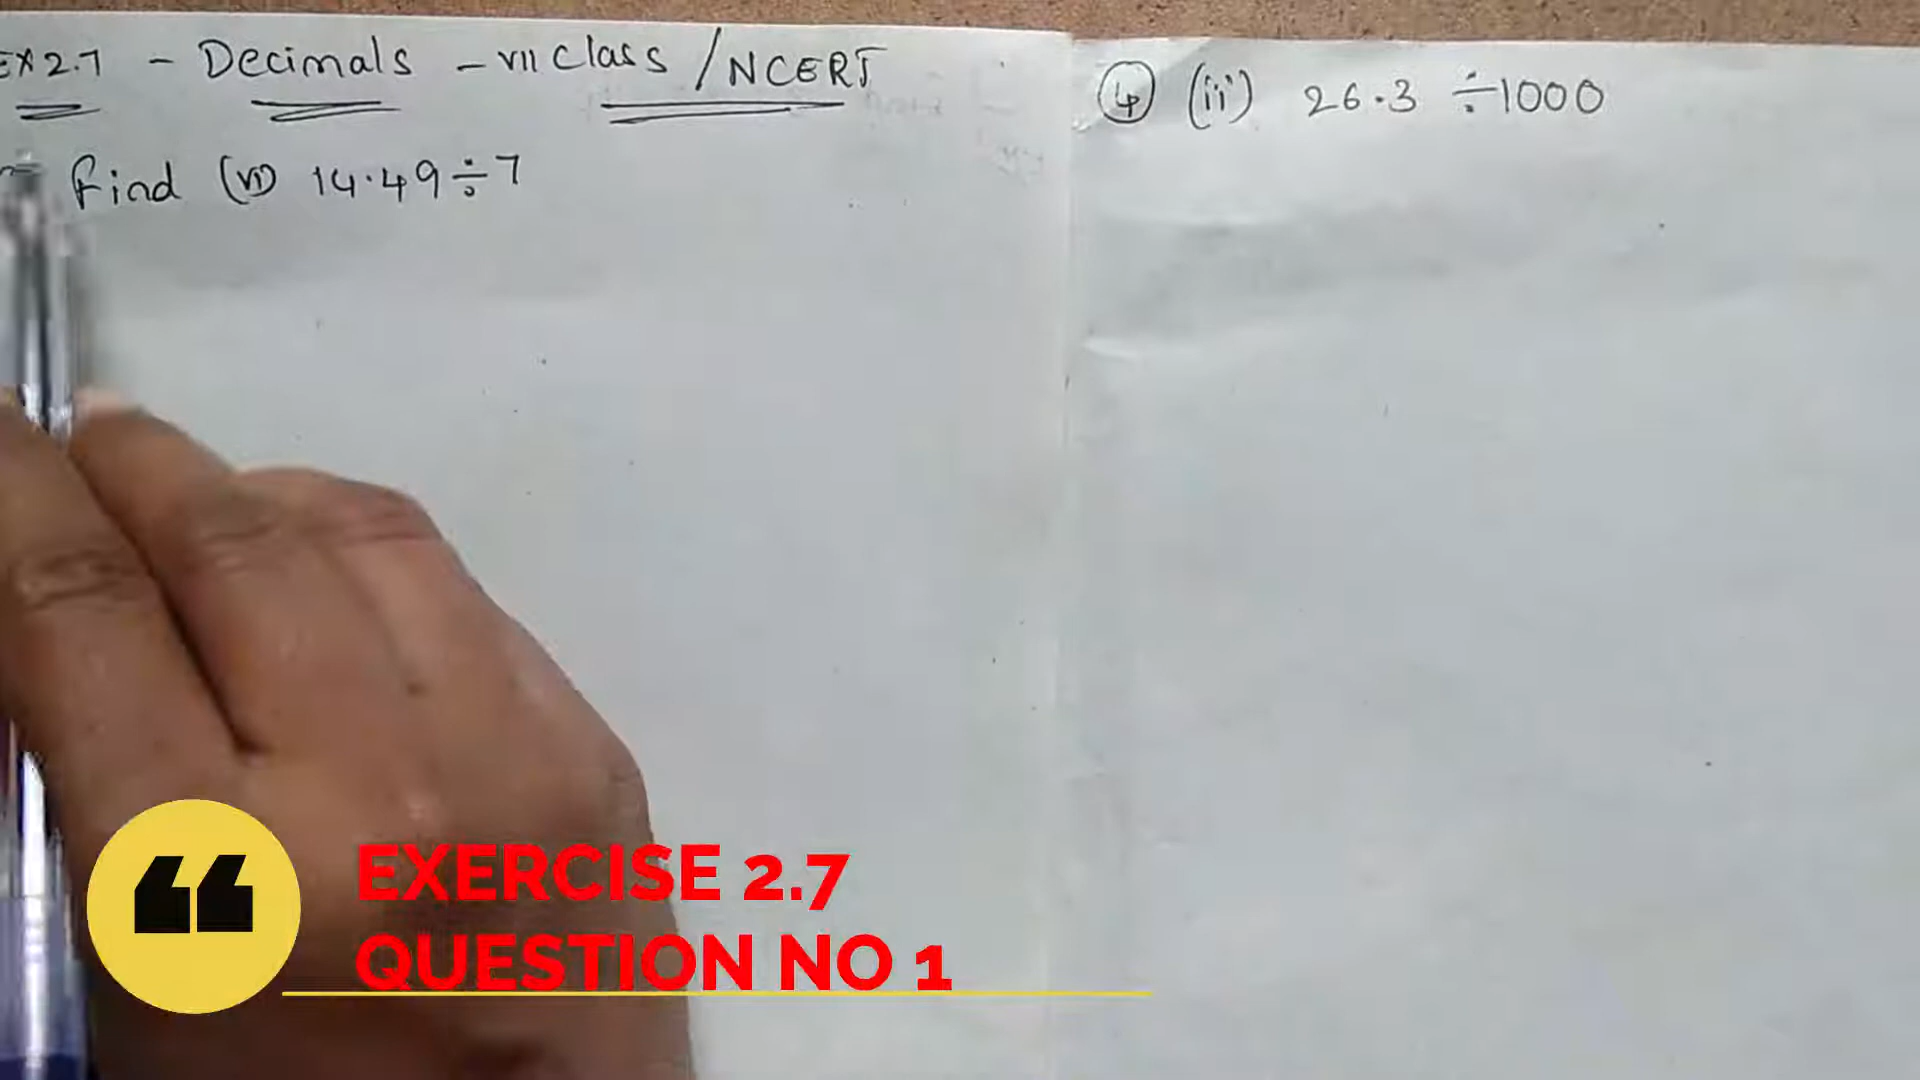 Ex 2.7 - Decimals - VII Class / NCERT
Find (vi) 14.49 ÷ 7
4 (ii) 26.3 ÷ 1000
EXERCISE 2.7
QUESTION NO 1